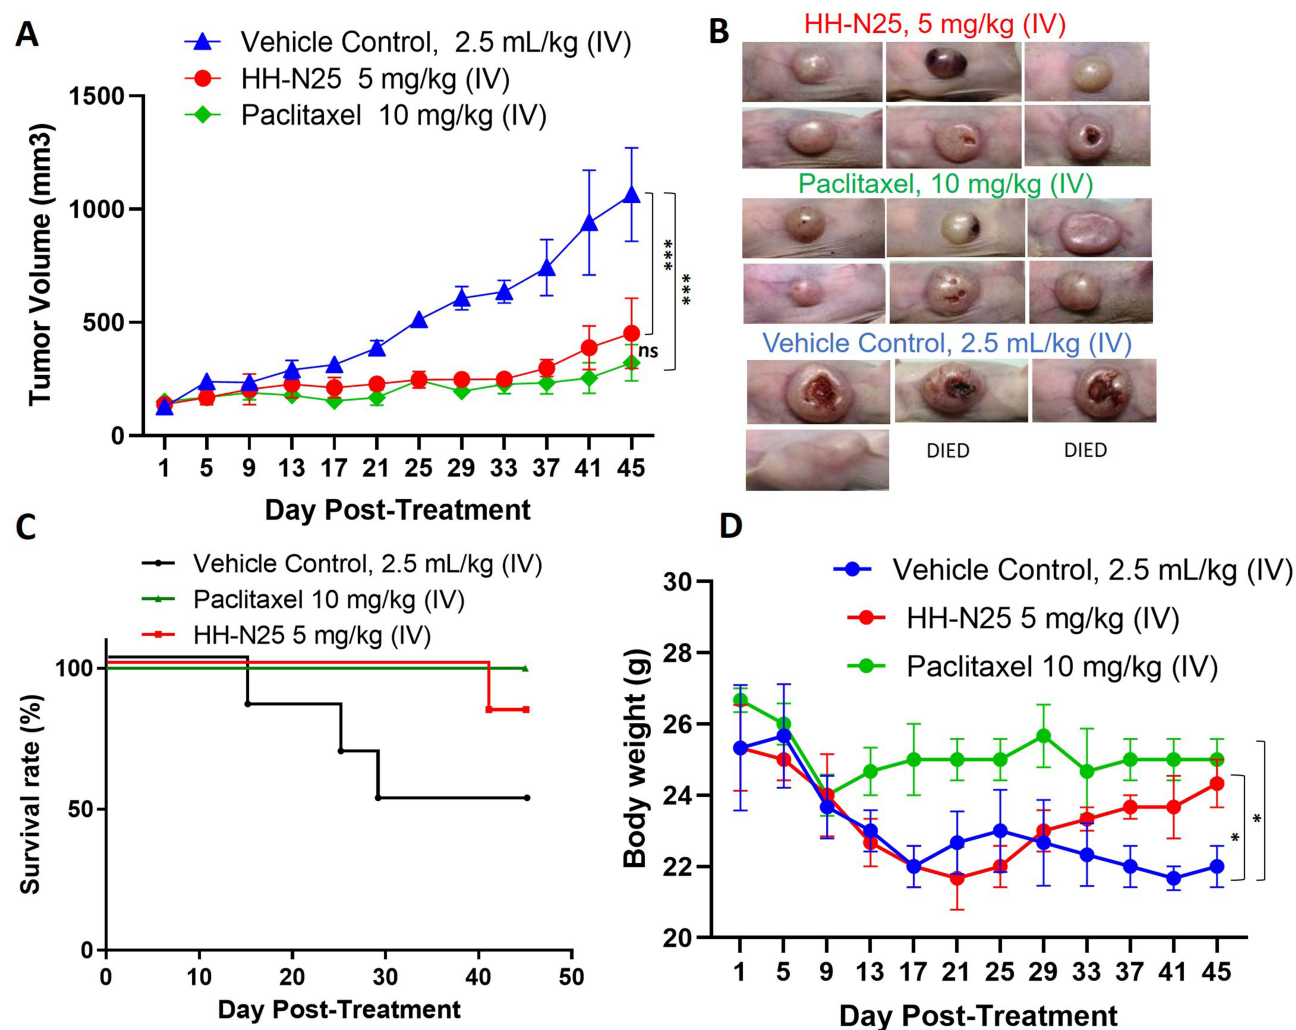 A
Vehicle Control, 2.5 mL/kg (IV)
HH-N25 5 mg/kg (IV)
Paclitaxel 10 mg/kg (IV)
Tumor Volume (mm3)
1500
1000
500
0
***
***
ns
1 5 9 13 17 21 25 29 33 37 41 45
Day Post-Treatment
B
HH-N25, 5 mg/kg (IV)
Paclitaxel, 10 mg/kg (IV)
Vehicle Control, 2.5 mL/kg (IV)
DIED DIED
C
Vehicle Control, 2.5 mL/kg (IV)
Paclitaxel 10 mg/kg (IV)
HH-N25 5 mg/kg (IV)
Survival rate (%)
100
50
0
0 10 20 30 40 50
Day Post-Treatment
D
Vehicle Control, 2.5 mL/kg (IV)
HH-N25 5 mg/kg (IV)
Paclitaxel 10 mg/kg (IV)
Body weight (g)
30
28
26
24
22
20
*
*
1 5 9 13 17 21 25 29 33 37 41 45
Day Post-Treatment